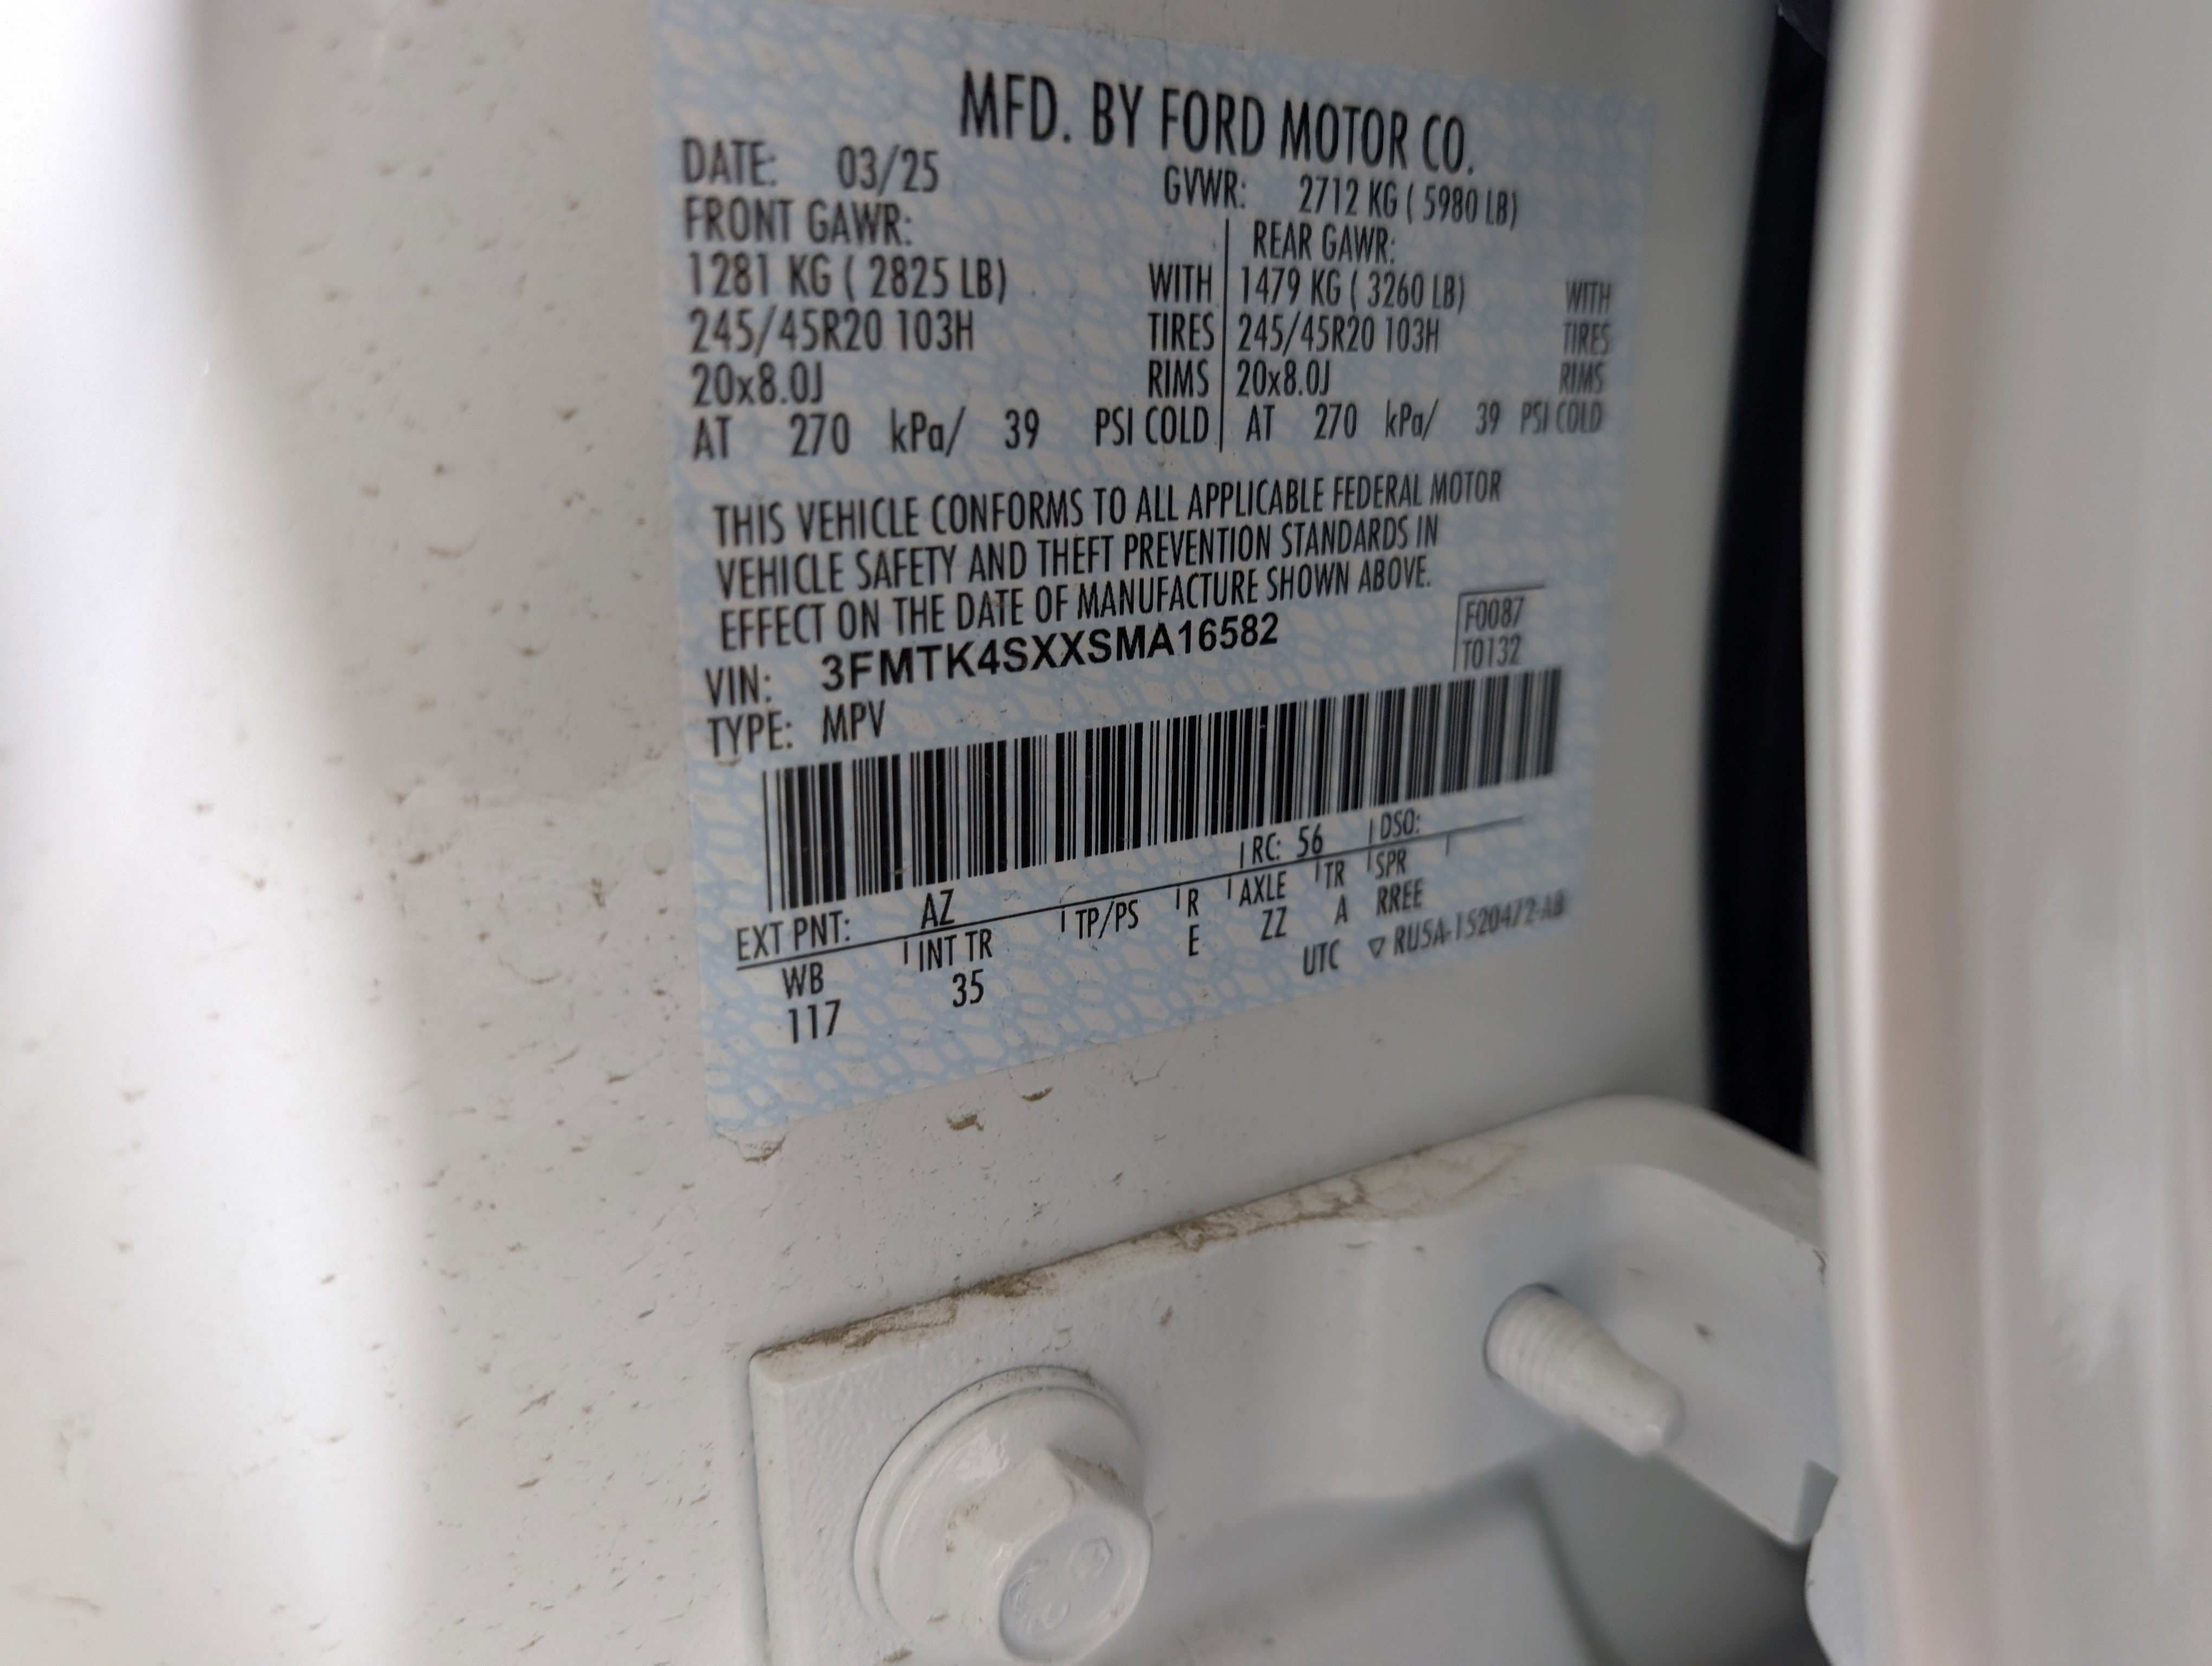 MFD. BY FORD MOTOR CO.
DATE: 03/25 GVWR: 2712 KG ( 5980 LB)
FRONT GAWR: REAR GAWR:
1281 KG ( 2825 LB) WITH 1479 KG ( 3260 LB) WITH
245/45R20 103H TIRES 245/45R20 103H TIRES
20x8.0J RIMS 20x8.0J RIMS
AT 270 kPa/ 39 PSI COLD AT 270 kPa/ 39 PSI COLD
THIS VEHICLE CONFORMS TO ALL APPLICABLE FEDERAL MOTOR
VEHICLE SAFETY AND THEFT PREVENTION STANDARDS IN
EFFECT ON THE DATE OF MANUFACTURE SHOWN ABOVE.
VIN: 3FMTK4SXXSMA16582 F0087
TYPE: MPV T0132
EXT PNT: AZ RC: 56 DSO:
WB INT TR TP/PS R AXLE TR SPR
117 35 E ZZ A RREE
UTC ▽ RU5A-1520472-AB